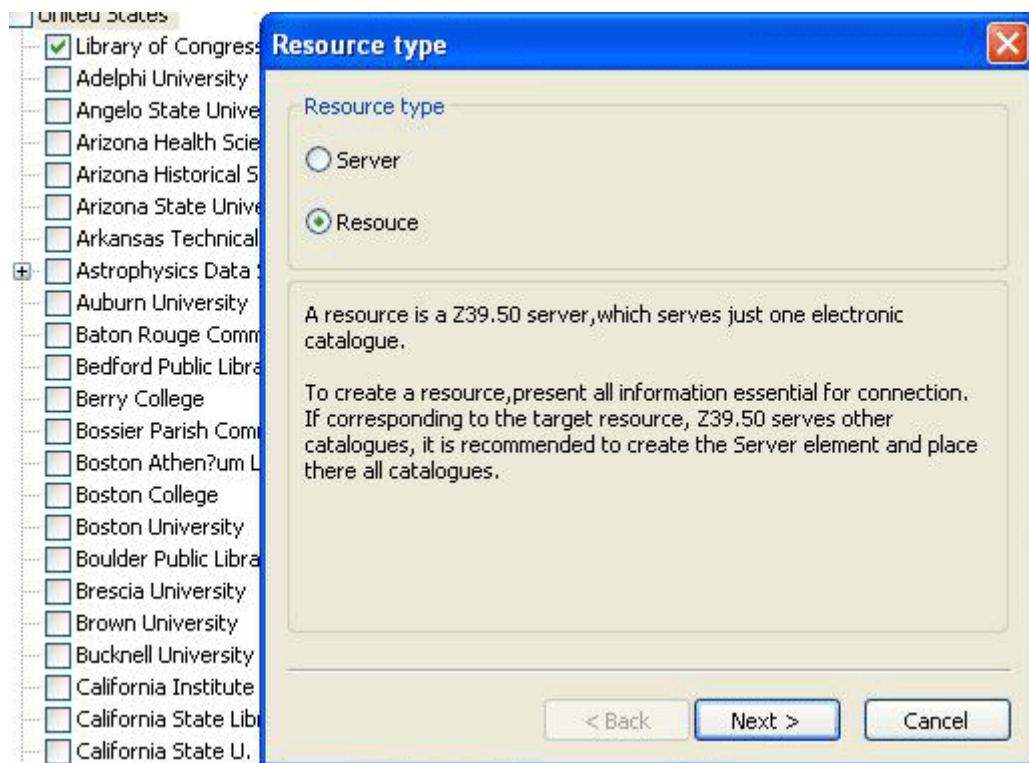 United States
Library of Congress
Adelphi University
Angelo State Unive
Arizona Health Scie
Arizona Historical S
Arizona State Unive
Arkansas Technical
Astrophysics Data
Auburn University
Baton Rouge Comm
Bedford Public Libra
Berry College
Bossier Parish Com
Boston Athen?um L
Boston College
Boston University
Boulder Public Libra
Brescia University
Brown University
Bucknell University
California Institute
California State Lib
California State U.
Resource type
Resource type
Server
Resouce
A resource is a Z39.50 server,which serves just one electronic
catalogue.
To create a resource,present all information essential for connection.
If corresponding to the target resource, Z39.50 serves other
catalogues, it is recommended to create the Server element and place
there all catalogues.
< Back
Next >
Cancel